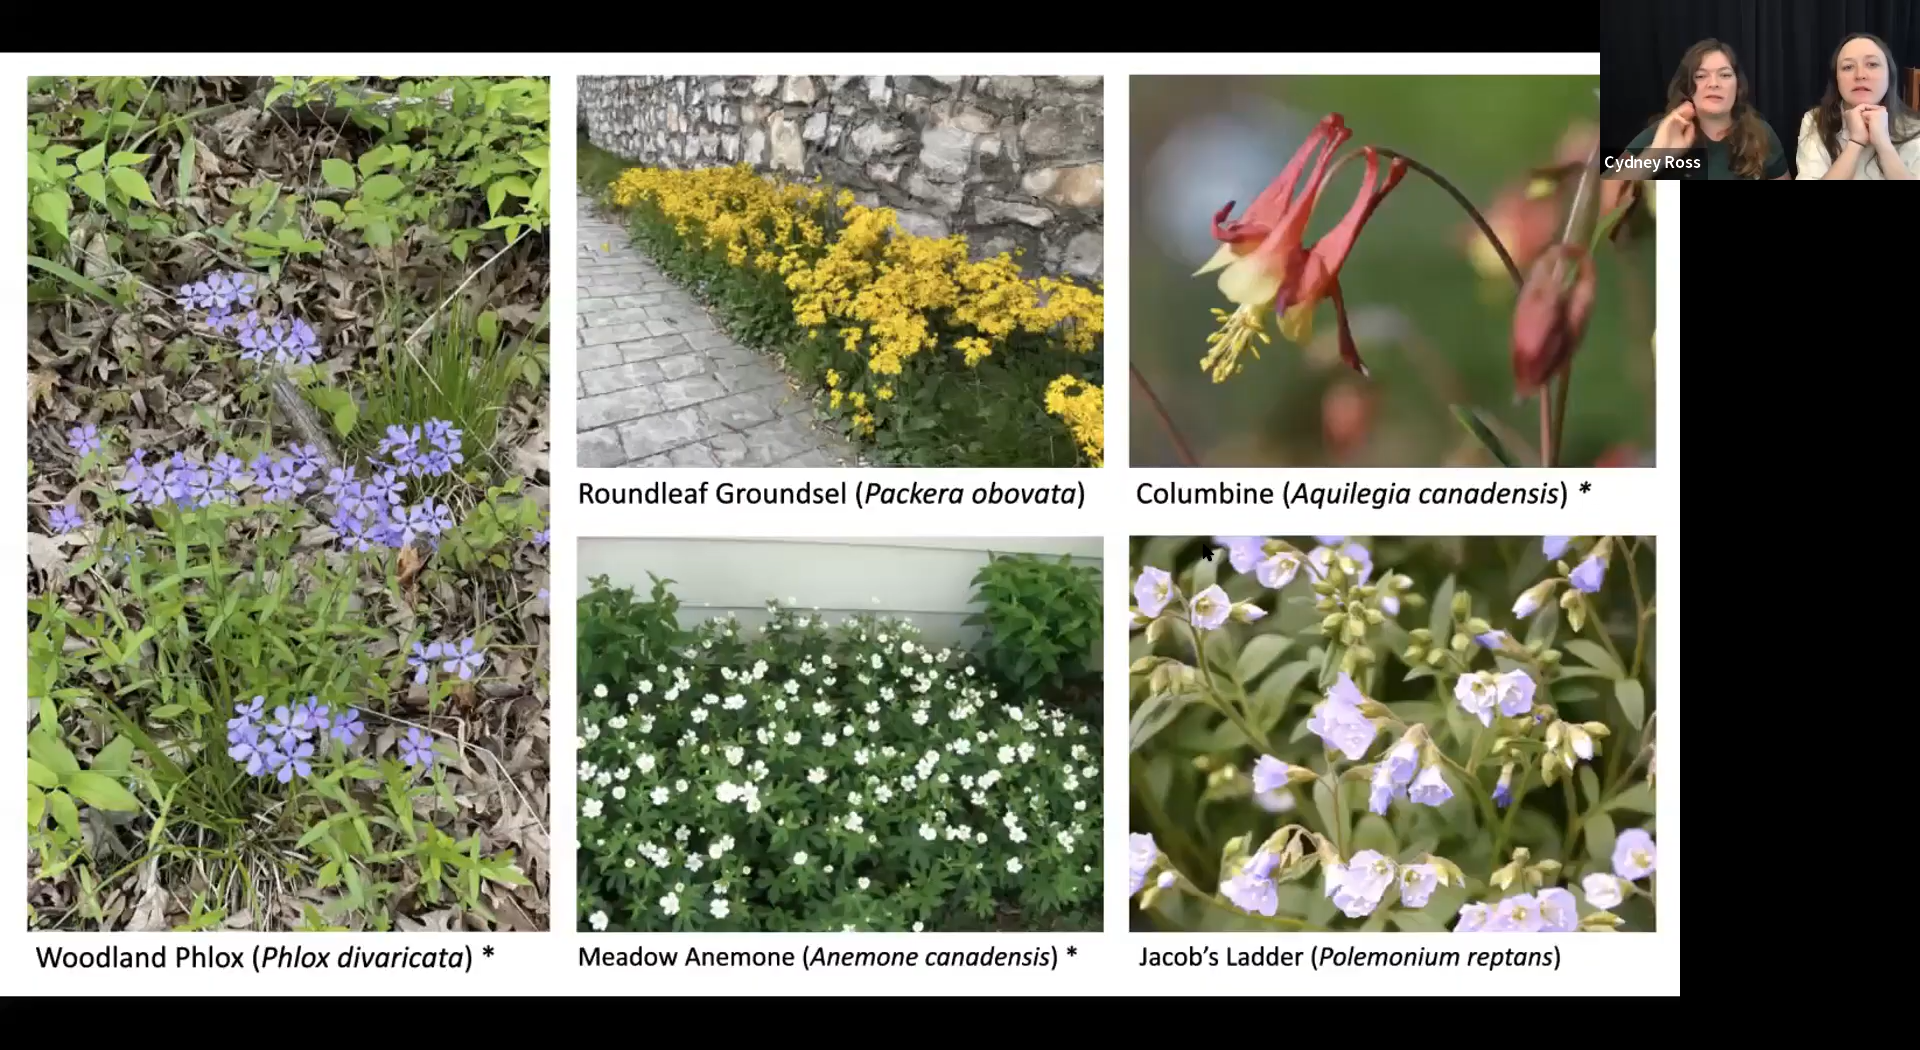 Cydney Ross
Roundleaf Groundsel (Packera obovata)
Columbine (Aquilegia canadensis) *
Woodland Phlox (Phlox divaricata) *
Meadow Anemone (Anemone canadensis) *
Jacob’s Ladder (Polemonium reptans)